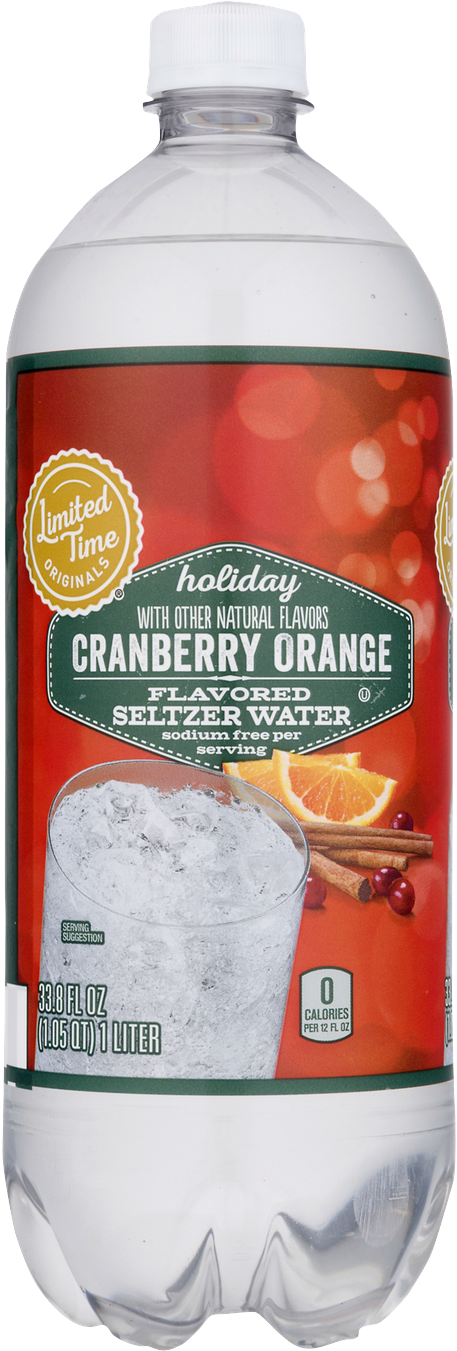 Limited
Time
ORIGINALS
®
holiday
WITH OTHER NATURAL FLAVORS
CRANBERRY ORANGE
FLAVORED
SELTZER WATER
U
sodium free per
serving
SERVING
SUGGESTION
33.8 FL OZ
(1.05 QT) 1 LITER
0
CALORIES
PER 12 FL OZ